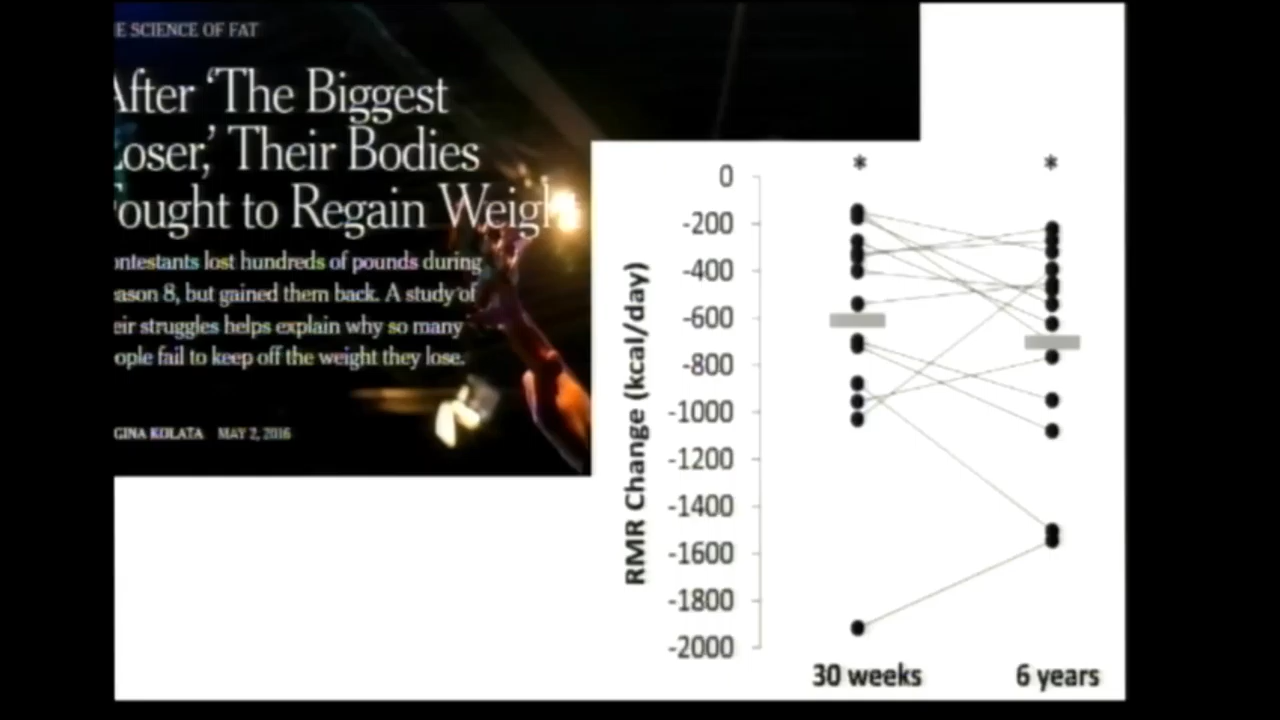 E SCIENCE OF FAT
After ‘The Biggest
Loser,’ Their Bodies
ought to Regain Weigh
ontestants lost hundreds of pounds during
eason 8, but gained them back. A study of
eir struggles helps explain why so many
ople fail to keep off the weight they lose.
GINA KOLATA MAY 2, 2016
* *
0
-200
-400
-600
-800
-1000
-1200
-1400
-1600
-1800
-2000
RMR Change (kcal/day)
30 weeks 6 years